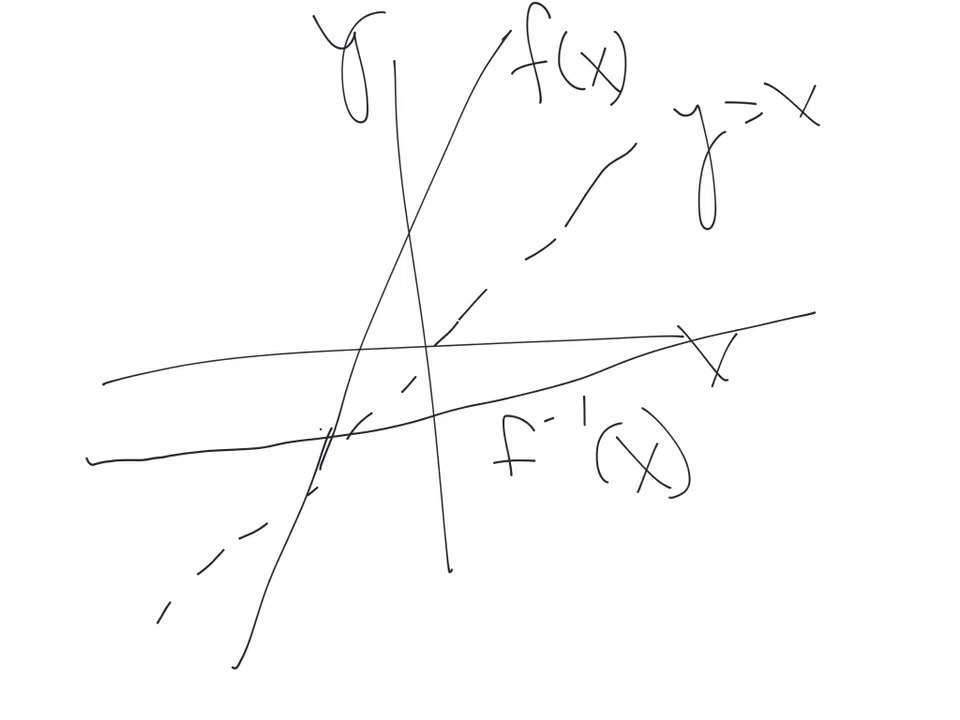 y
f(x)
y=x
x
f⁻¹(x)